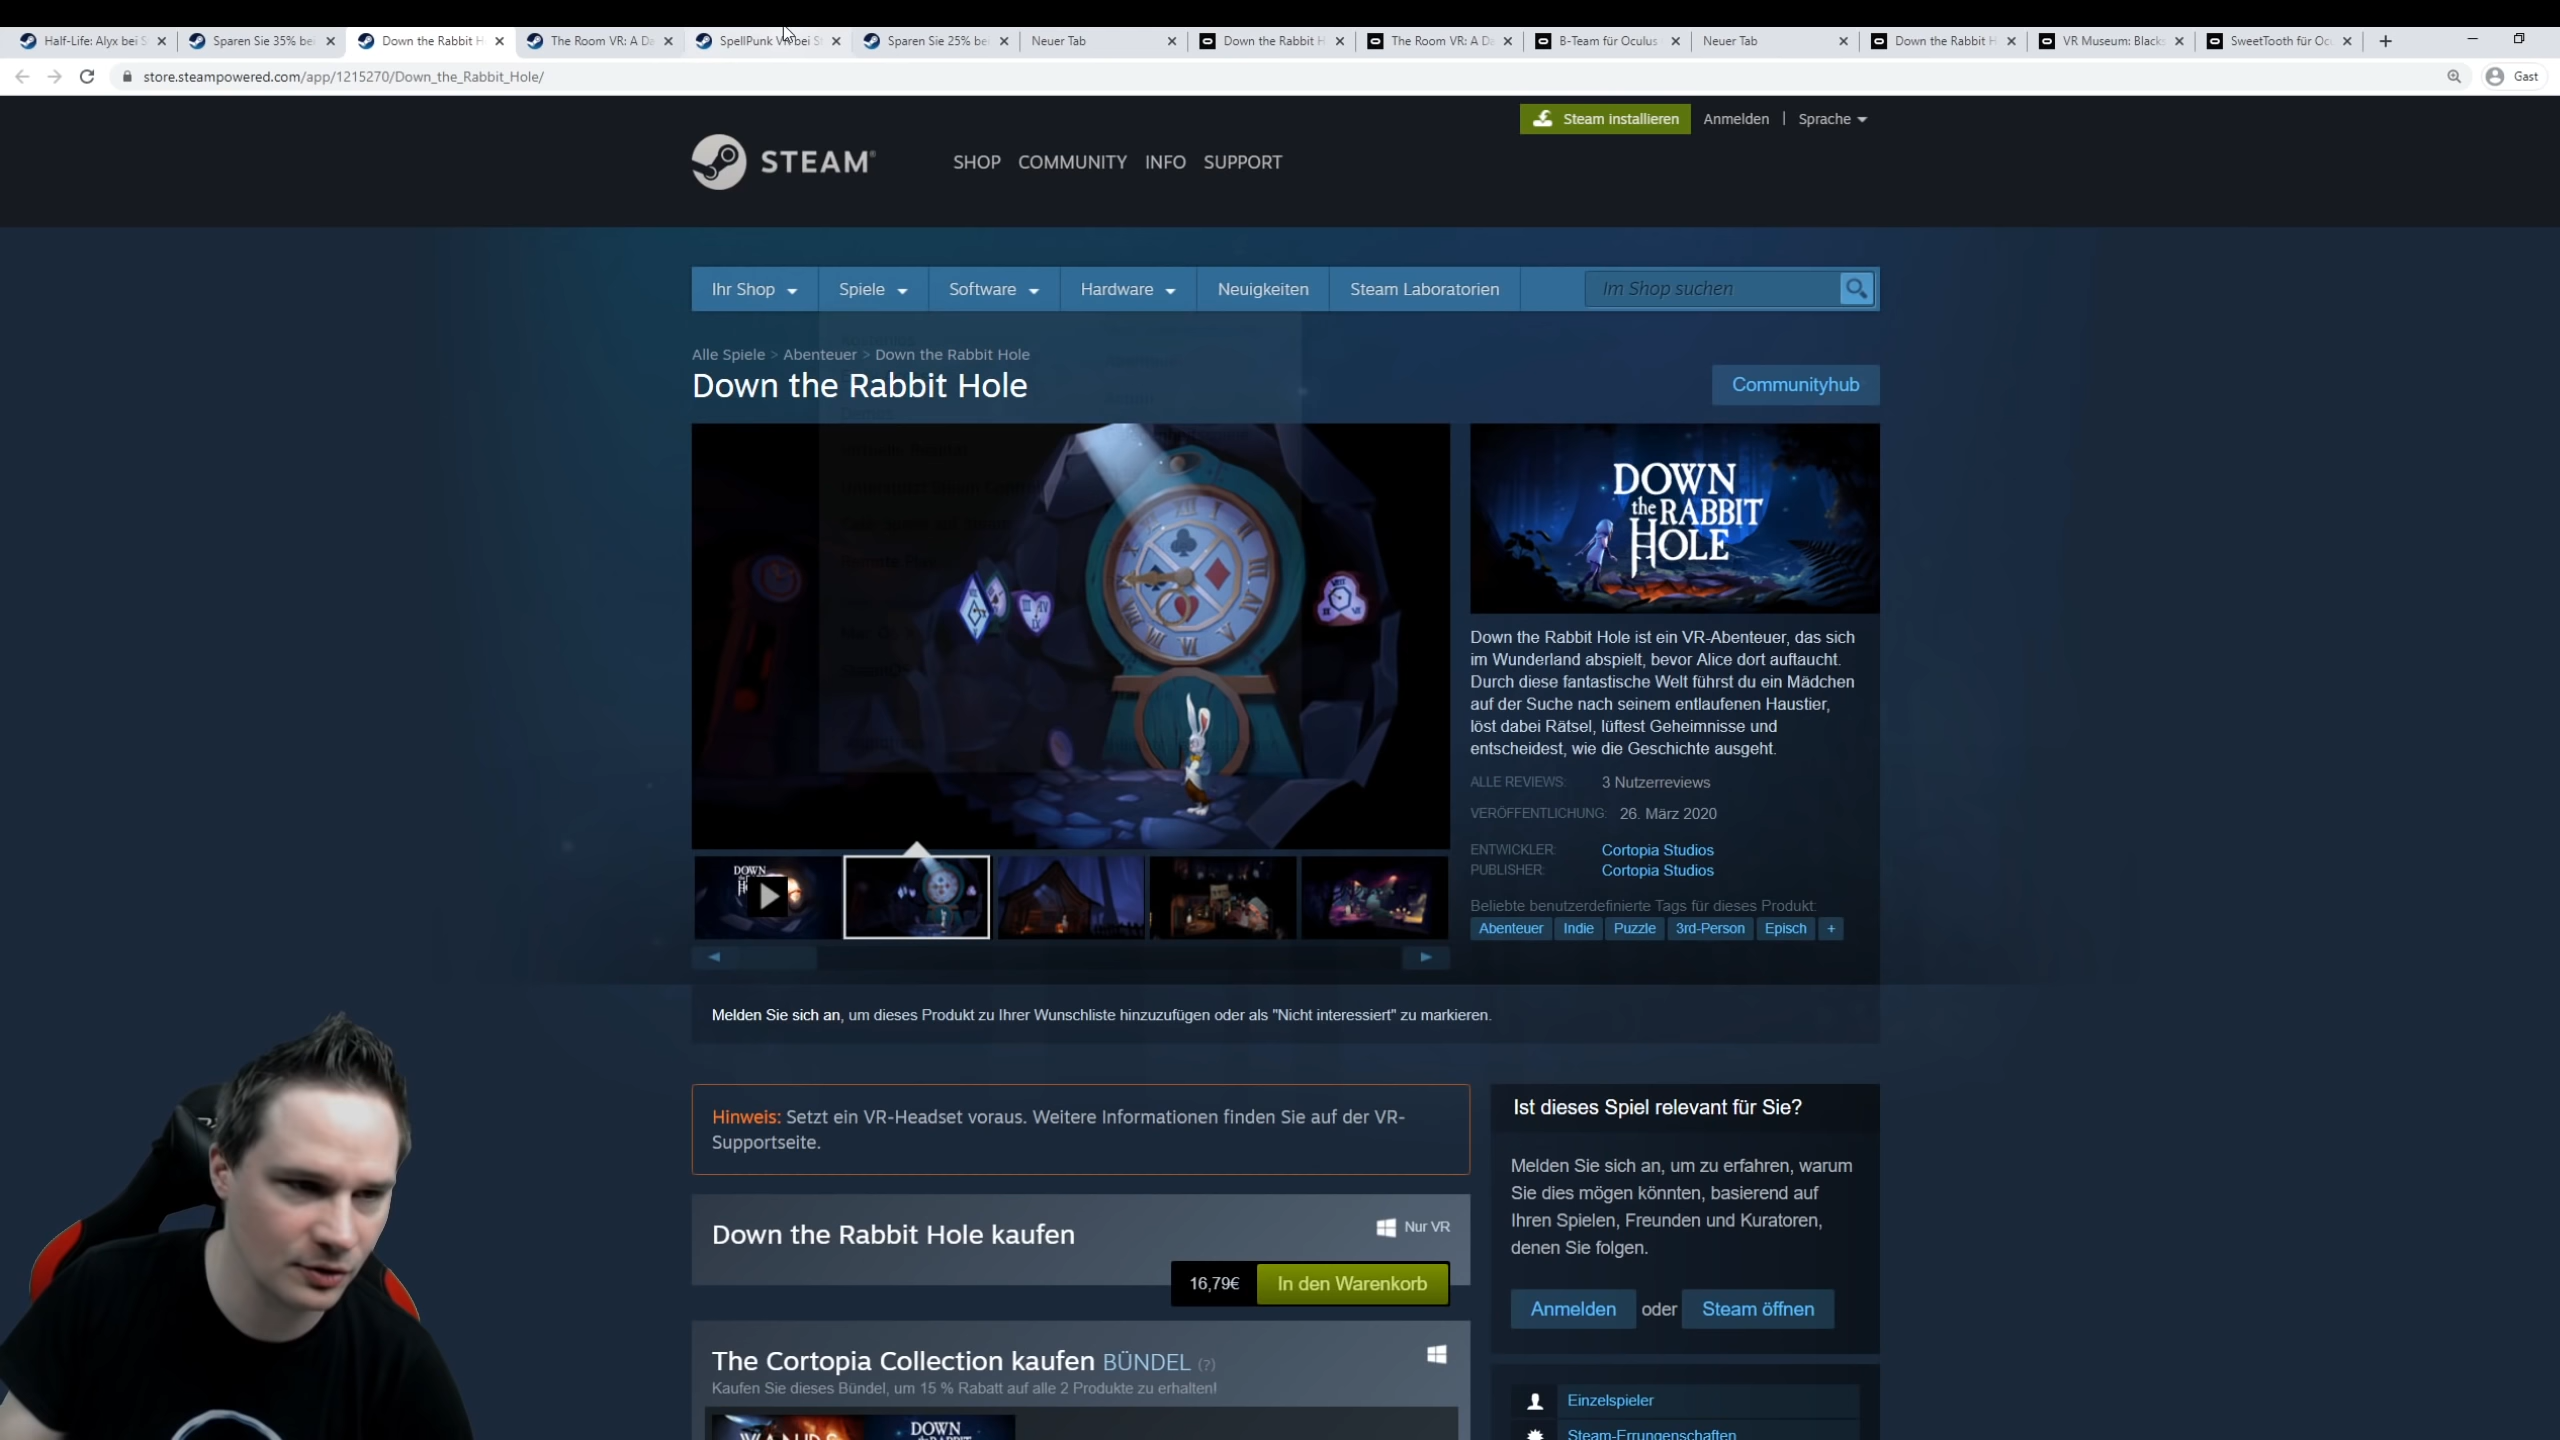 Half-Life: Alyx bei S
Sparen Sie 35% bei
Down the Rabbit H
The Room VR: A Da
SpellPunk VR bei St
Sparen Sie 25% bei
Neuer Tab
Down the Rabbit H
The Room VR: A Da
B-Team für Oculus
Neuer Tab
Down the Rabbit H
VR Museum: Blacks
SweetTooth für Oc
store.steampowered.com/app/1215270/Down_the_Rabbit_Hole/
Gast
Steam installieren
Anmelden | Sprache
STEAM®
SHOP COMMUNITY INFO SUPPORT
Ihr Shop
Spiele
Software
Hardware
Neuigkeiten
Steam Laboratorien
Im Shop suchen
Alle Spiele > Abenteuer > Down the Rabbit Hole
Down the Rabbit Hole
Communityhub
DOWN
the RABBIT
HOLE
Down the Rabbit Hole ist ein VR-Abenteuer, das sich
im Wunderland abspielt, bevor Alice dort auftaucht.
Durch diese fantastische Welt führst du ein Mädchen
auf der Suche nach seinem entlaufenen Haustier,
löst dabei Rätsel, lüftest Geheimnisse und
entscheidest, wie die Geschichte ausgeht.
ALLE REVIEWS: 3 Nutzerreviews
VERÖFFENTLICHUNG: 26. März 2020
ENTWICKLER: Cortopia Studios
PUBLISHER: Cortopia Studios
Beliebte benutzerdefinierte Tags für dieses Produkt:
Abenteuer Indie Puzzle 3rd-Person Episch +
Melden Sie sich an, um dieses Produkt zu Ihrer Wunschliste hinzuzufügen oder als "Nicht interessiert" zu markieren.
Hinweis: Setzt ein VR-Headset voraus. Weitere Informationen finden Sie auf der VR-
Supportseite.
Down the Rabbit Hole kaufen
Nur VR
16,79€
In den Warenkorb
The Cortopia Collection kaufen BÜNDEL (?)
Kaufen Sie dieses Bündel, um 15 % Rabatt auf alle 2 Produkte zu erhalten!
DOWN
Ist dieses Spiel relevant für Sie?
Melden Sie sich an, um zu erfahren, warum
Sie dies mögen könnten, basierend auf
Ihren Spielen, Freunden und Kuratoren,
denen Sie folgen.
Anmelden oder Steam öffnen
Einzelspieler
Steam-Errungenschaften